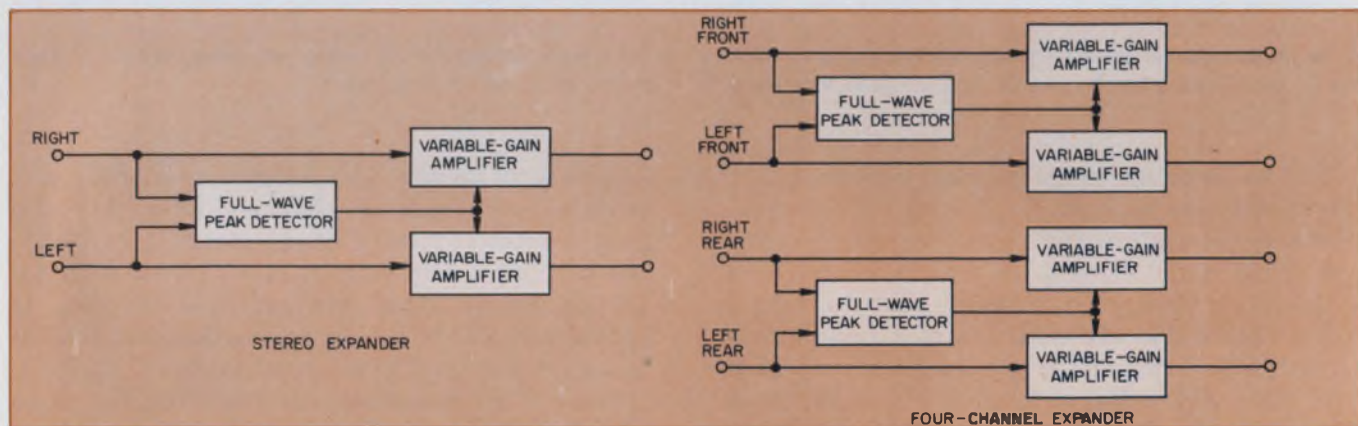 RIGHT
LEFT
FULL-WAVE
PEAK DETECTOR
VARIABLE-GAIN
AMPLIFIER
VARIABLE-GAIN
AMPLIFIER
STEREO EXPANDER
RIGHT
FRONT
LEFT
FRONT
FULL-WAVE
PEAK DETECTOR
VARIABLE-GAIN
AMPLIFIER
VARIABLE-GAIN
AMPLIFIER
RIGHT
REAR
LEFT
REAR
FULL-WAVE
PEAK DETECTOR
VARIABLE-GAIN
AMPLIFIER
VARIABLE-GAIN
AMPLIFIER
FOUR-CHANNEL EXPANDER